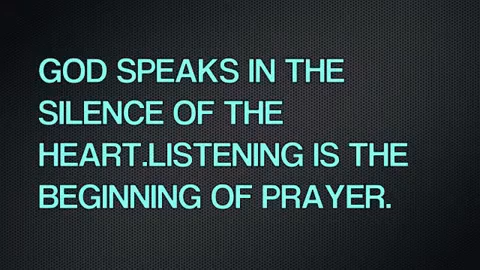 GOD SPEAKS IN THE
SILENCE OF THE
HEART.LISTENING IS THE
BEGINNING OF PRAYER.